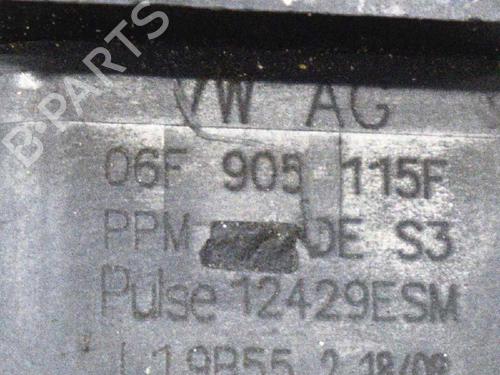 VW AG
06F 905 115F
PPM DE S3
Pulse 12429ESM
B-PARTS